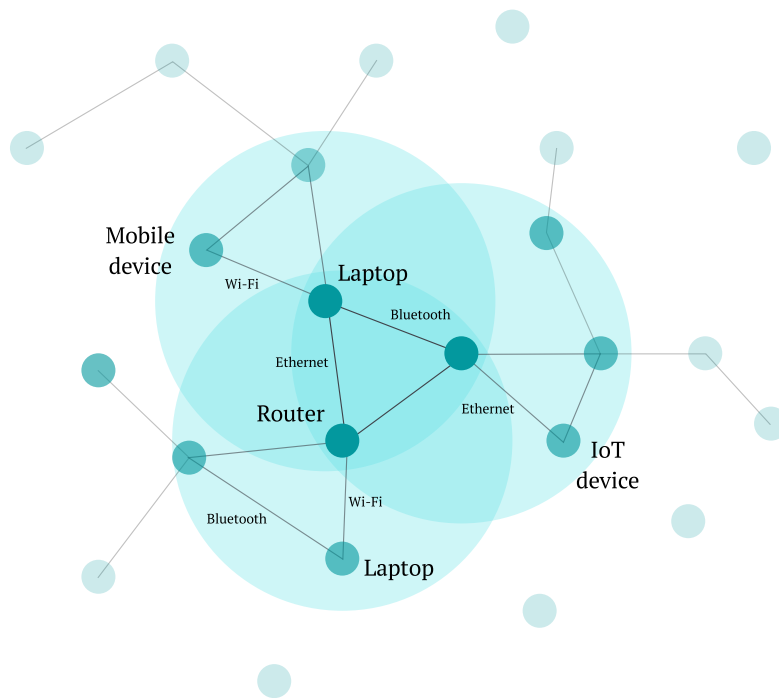 Mobile
device
Wi-Fi
Laptop
Bluetooth
Ethernet
Router
Ethernet
IoT
device
Wi-Fi
Bluetooth
Laptop